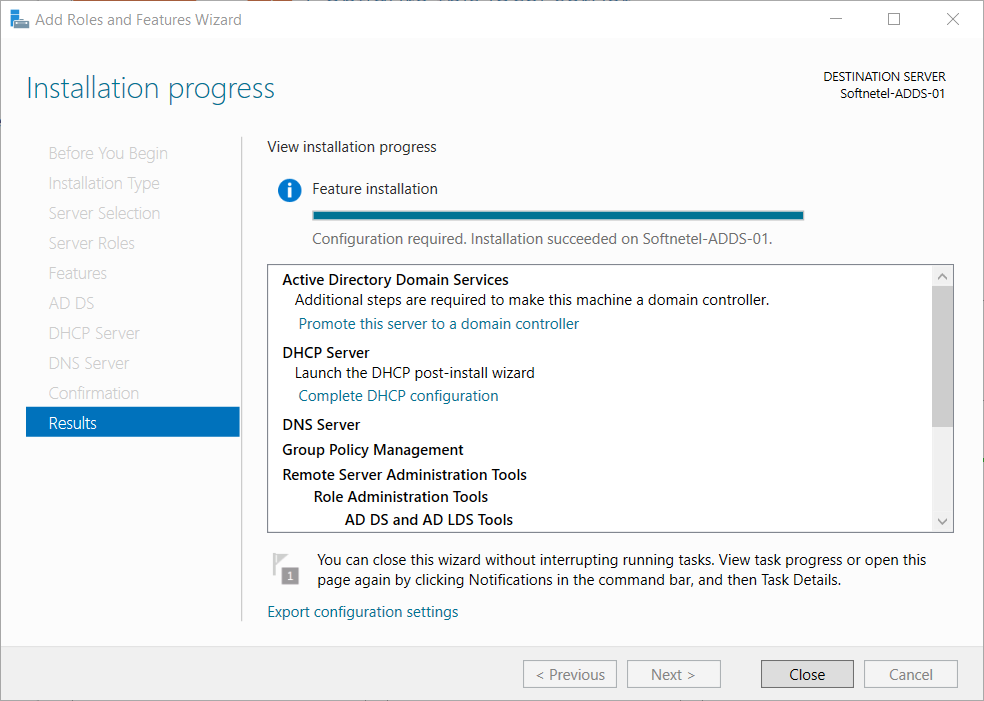 Add Roles and Features Wizard
Installation progress
DESTINATION SERVER
Softnetel-ADDS-01
Before You Begin
Installation Type
Server Selection
Server Roles
Features
AD DS
DHCP Server
DNS Server
Confirmation
Results
View installation progress
Feature installation
Configuration required. Installation succeeded on Softnetel-ADDS-01.
Active Directory Domain Services
Additional steps are required to make this machine a domain controller.
Promote this server to a domain controller
DHCP Server
Launch the DHCP post-install wizard
Complete DHCP configuration
DNS Server
Group Policy Management
Remote Server Administration Tools
Role Administration Tools
AD DS and AD LDS Tools
1
You can close this wizard without interrupting running tasks. View task progress or open this
page again by clicking Notifications in the command bar, and then Task Details.
Export configuration settings
< Previous
Next >
Close
Cancel